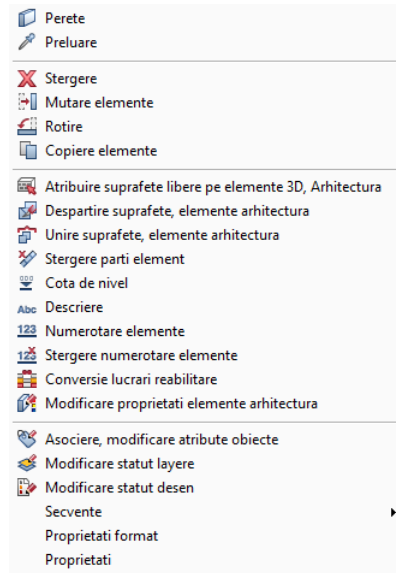 Perete
Preluare
Stergere
Mutare elemente
Rotire
Copiere elemente
Atribuire suprafete libere pe elemente 3D, Arhitectura
Despartire suprafete, elemente arhitectura
Unire suprafete, elemente arhitectura
Stergere parti element
Cota de nivel
Abc Descriere
123 Numerotare elemente
123 Stergere numerotare elemente
Conversie lucrari reabilitare
Modificare proprietati elemente arhitectura
Asociere, modificare atribute obiecte
Modificare statut layere
Modificare statut desen
Secvente
Proprietati format
Proprietati